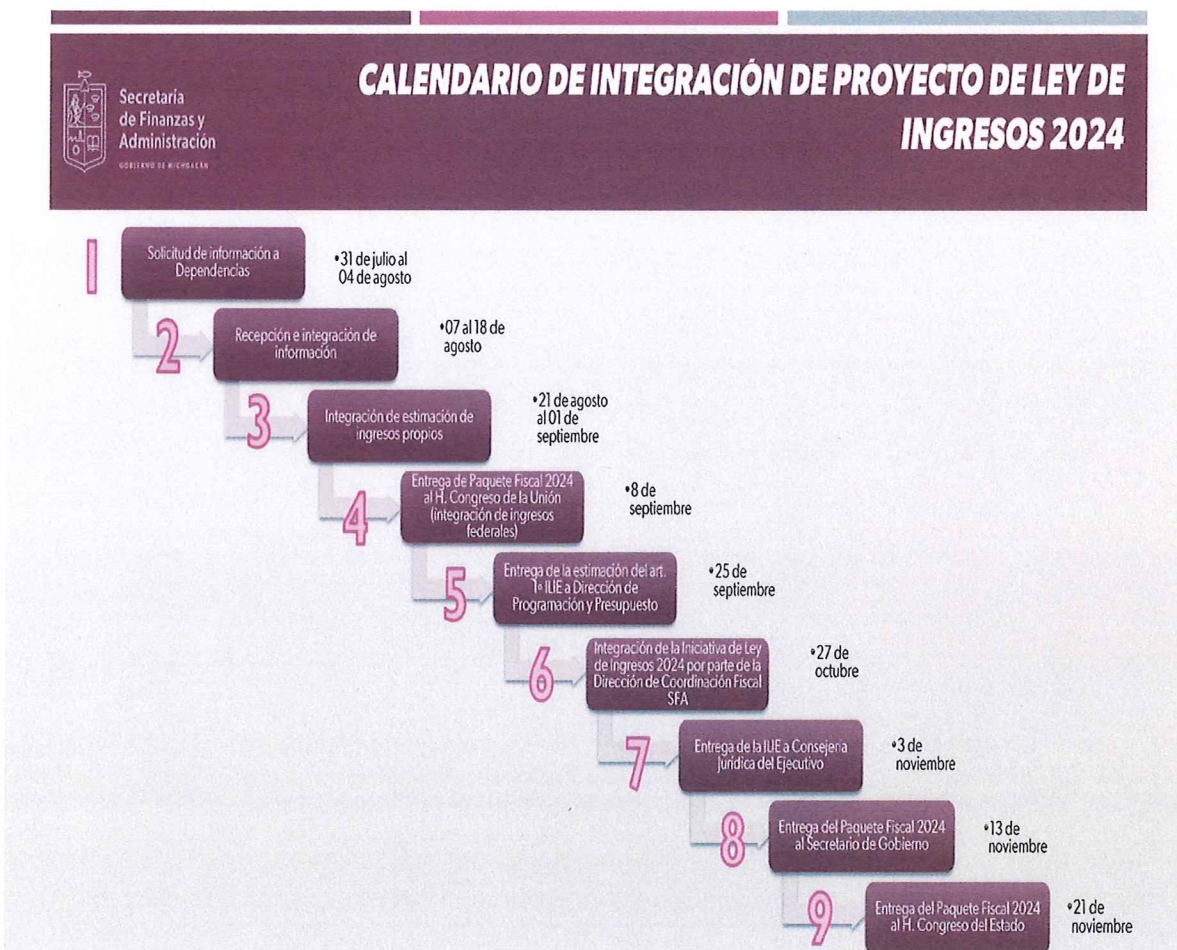 CALENDARIO DE INTEGRACIÓN DE PROYECTO DE LEY DE
INGRESOS 2024
Secretaría
de Finanzas y
Administración
GOBIERNO DE MICHOACÁN
1
Solicitud de información a
Dependencias
•31 de julio al
04 de agosto
2
Recepción e integración de
información
•07 al 18 de
agosto
3
Integración de estimación de
ingresos propios
•21 de agosto
al 01 de
septiembre
4
Entrega de Paquete Fiscal 2024
al H. Congreso de la Unión
(integración de ingresos
federales)
•8 de
septiembre
5
Entrega de la estimación del art.
1º ILIE a Dirección de
Programación y Presupuesto
•25 de
septiembre
6
Integración de la Iniciativa de Ley
de Ingresos 2024 por parte de la
Dirección de Coordinación Fiscal
SFA
•27 de
octubre
7
Entrega de la ILIE a Consejeria
Jurídica del Ejecutivo
•3 de
noviembre
8
Entrega del Paquete Fiscal 2024
al Secretario de Gobierno
•13 de
noviembre
9
Entrega del Paquete Fiscal 2024
al H. Congreso del Estado
•21 de
noviembre